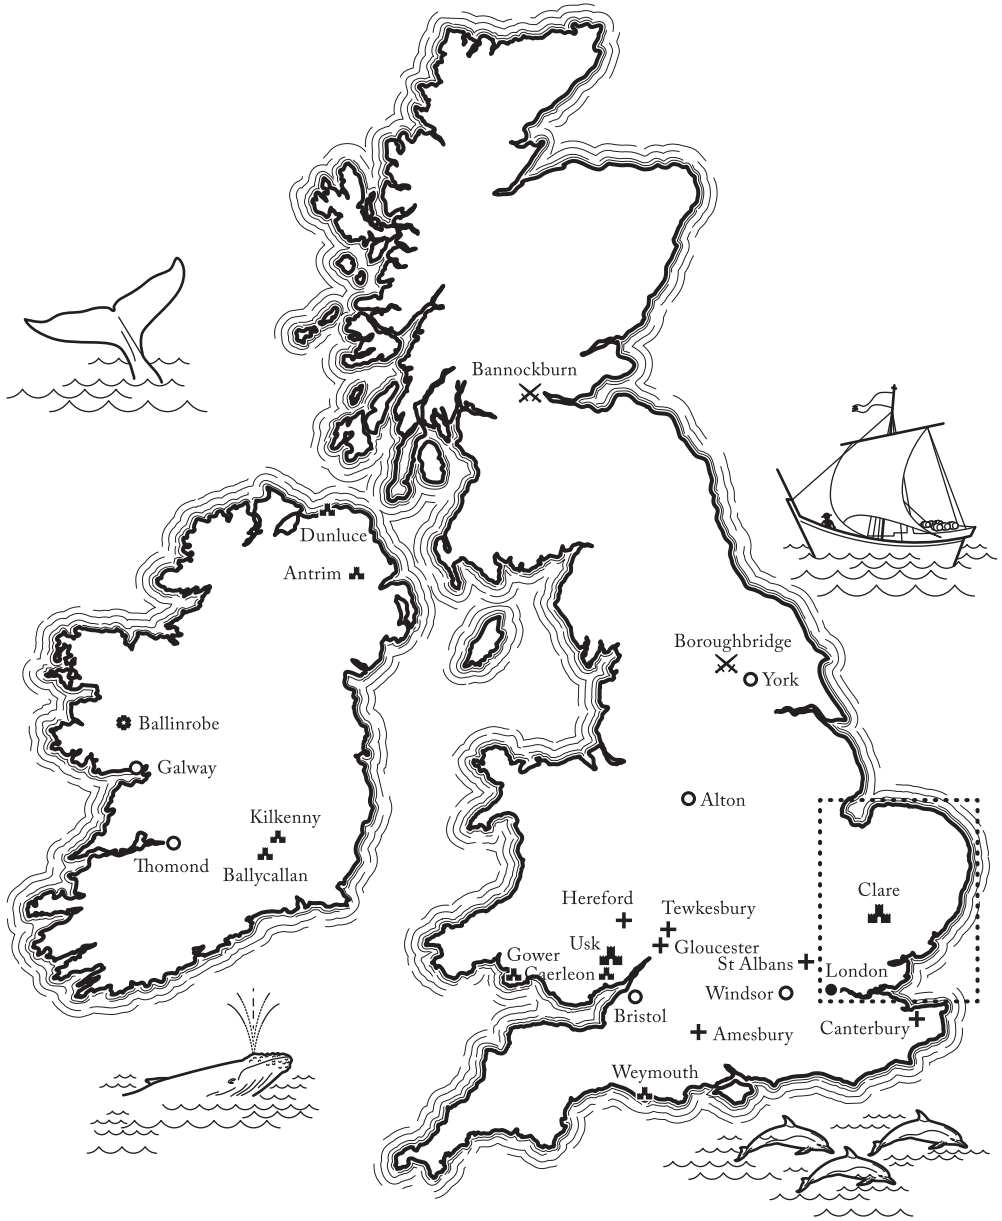 Bannockburn
Dunluce
Antrim
Boroughbridge
York
Ballinrobe
Galway
Alton
Kilkenny
Thomond
Ballycallan
Clare
Hereford
Tewkesbury
Usk
Gloucester
Gower
St Albans
Caerleon
London
Windsor
Bristol
Canterbury
Amesbury
Weymouth